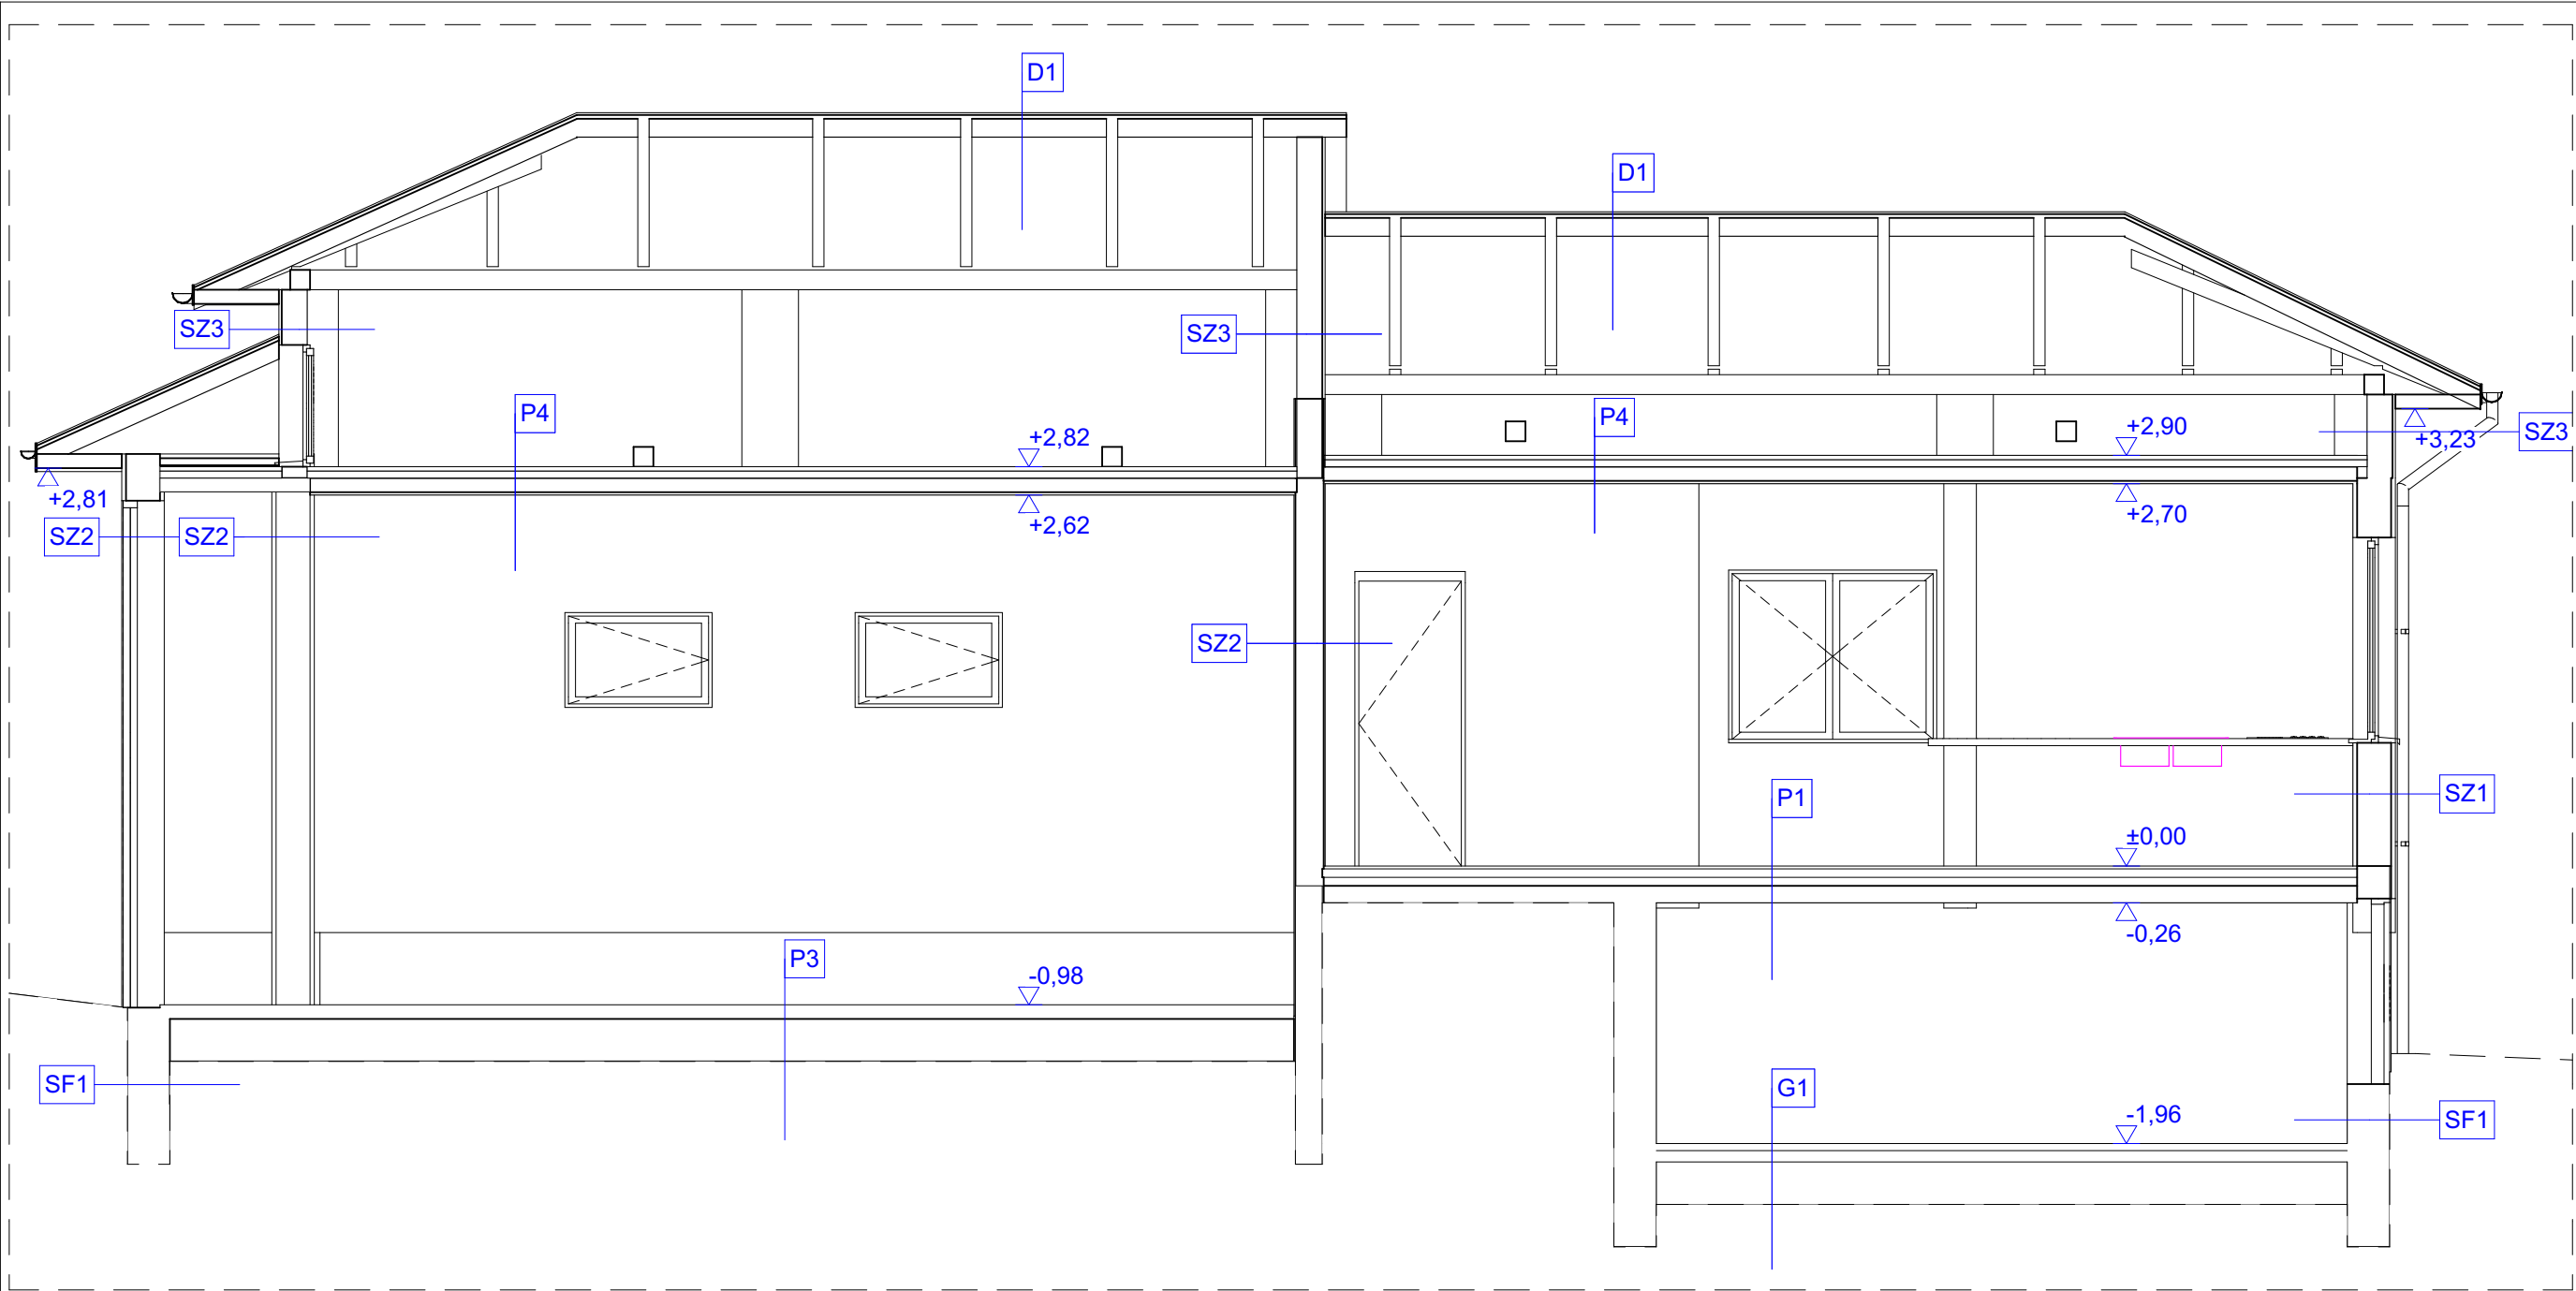 D1
D1
SZ3
SZ3
P4
P4
+2,82
+2,90
+3,23
SZ3
+2,81
+2,62
+2,70
SZ2
SZ2
SZ2
P1
SZ1
±0,00
-0,26
P3
-0,98
SF1
G1
-1,96
SF1